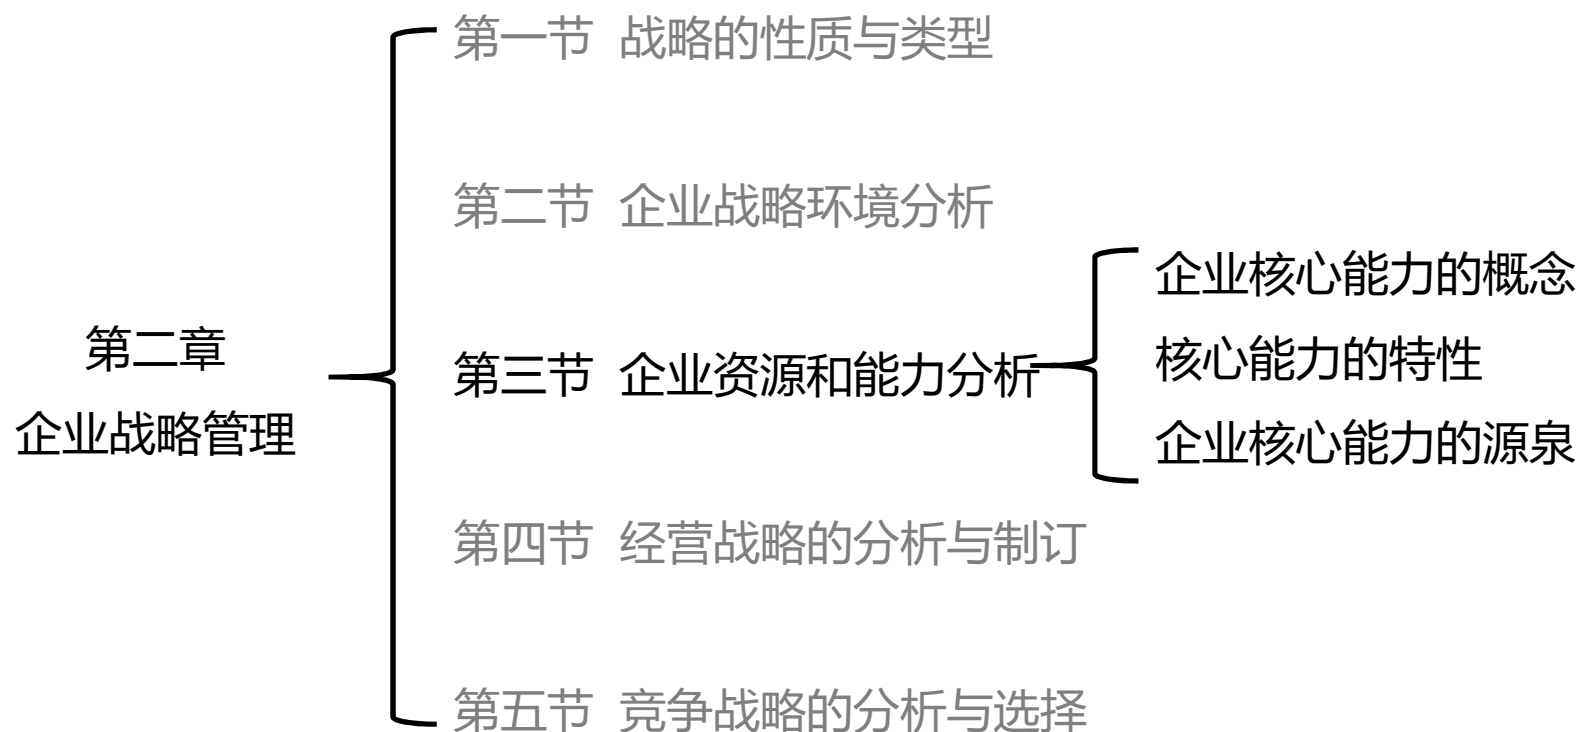 第二章
企业战略管理
第一节 战略的性质与类型
第二节 企业战略环境分析
第三节 企业资源和能力分析
企业核心能力的概念
核心能力的特性
企业核心能力的源泉
第四节 经营战略的分析与制订
第五节 竞争战略的分析与选择